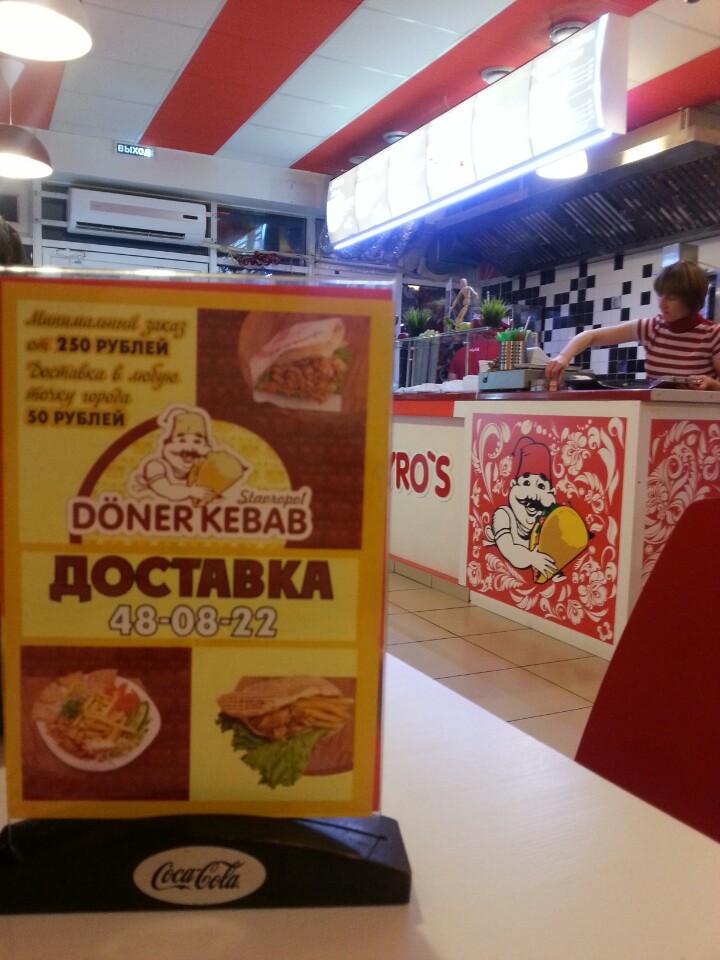 ВЫХОД
Минимальный заказ
от 250 РУБЛЕЙ
Доставка в любую
точку города
50 РУБЛЕЙ
Stavropol
DÖNER KEBAB
ДОСТАВКА
48-08-22
Coca-Cola
YRO`S